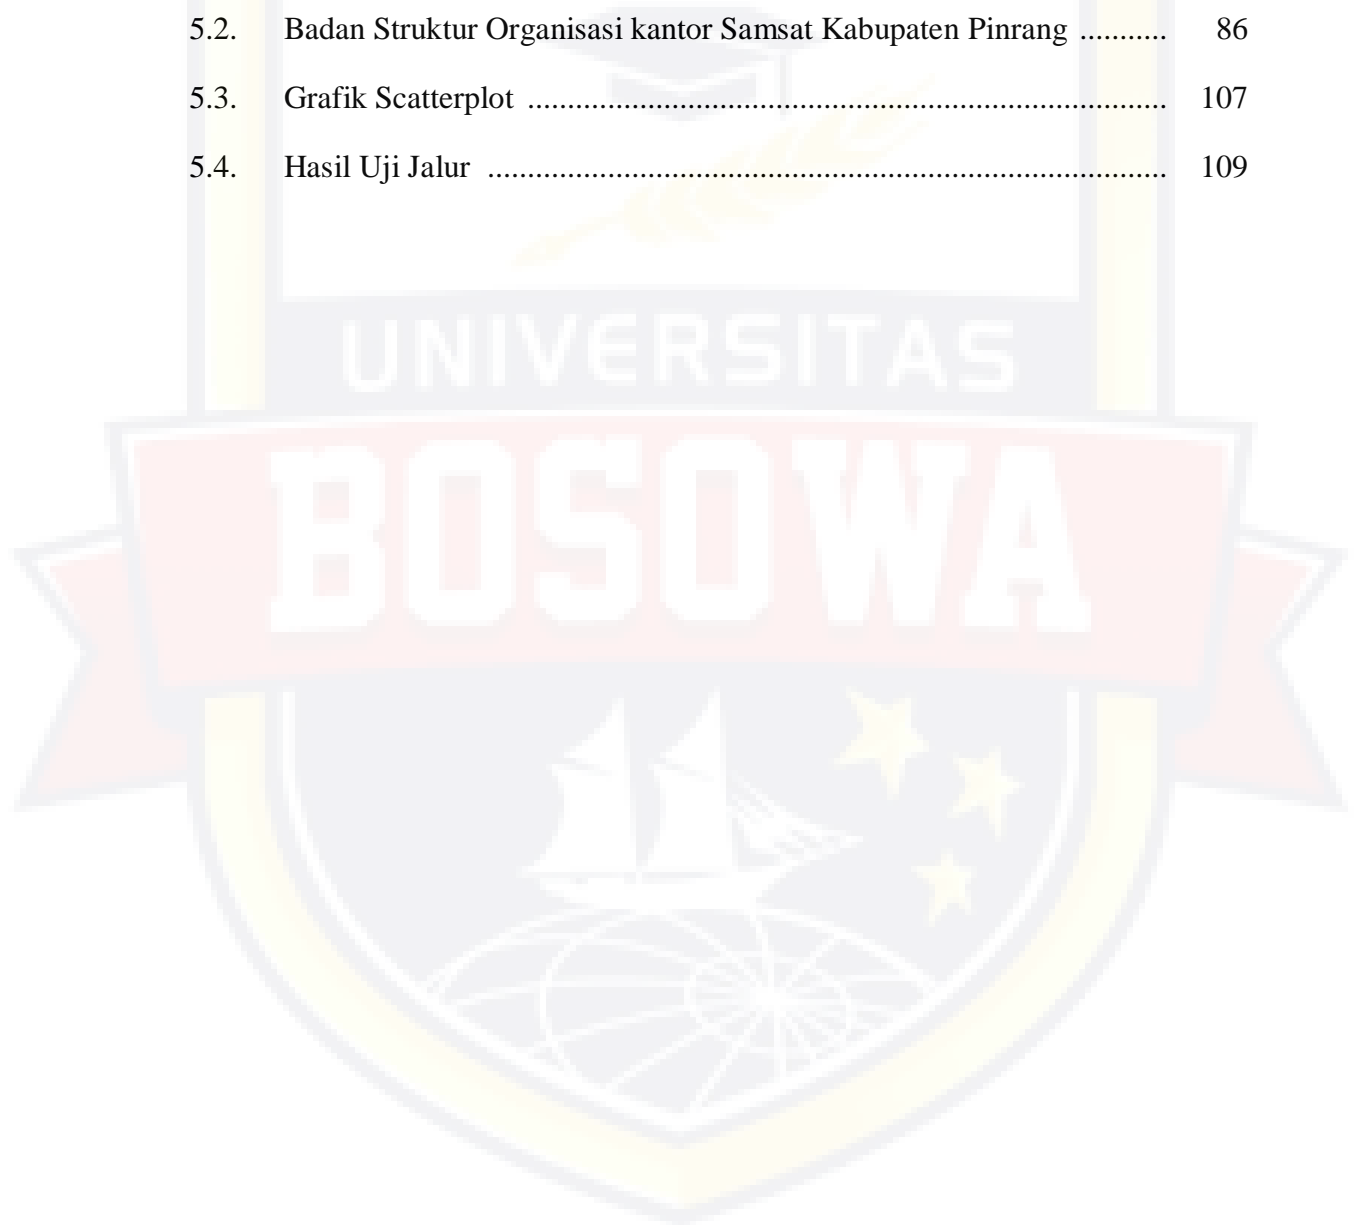 5.2. Badan Struktur Organisasi kantor Samsat Kabupaten Pinrang ........... 86
5.3. Grafik Scatterplot ................................................................................ 107
5.4. Hasil Uji Jalur ..................................................................................... 109
UNIVERSITAS
BOSOWA